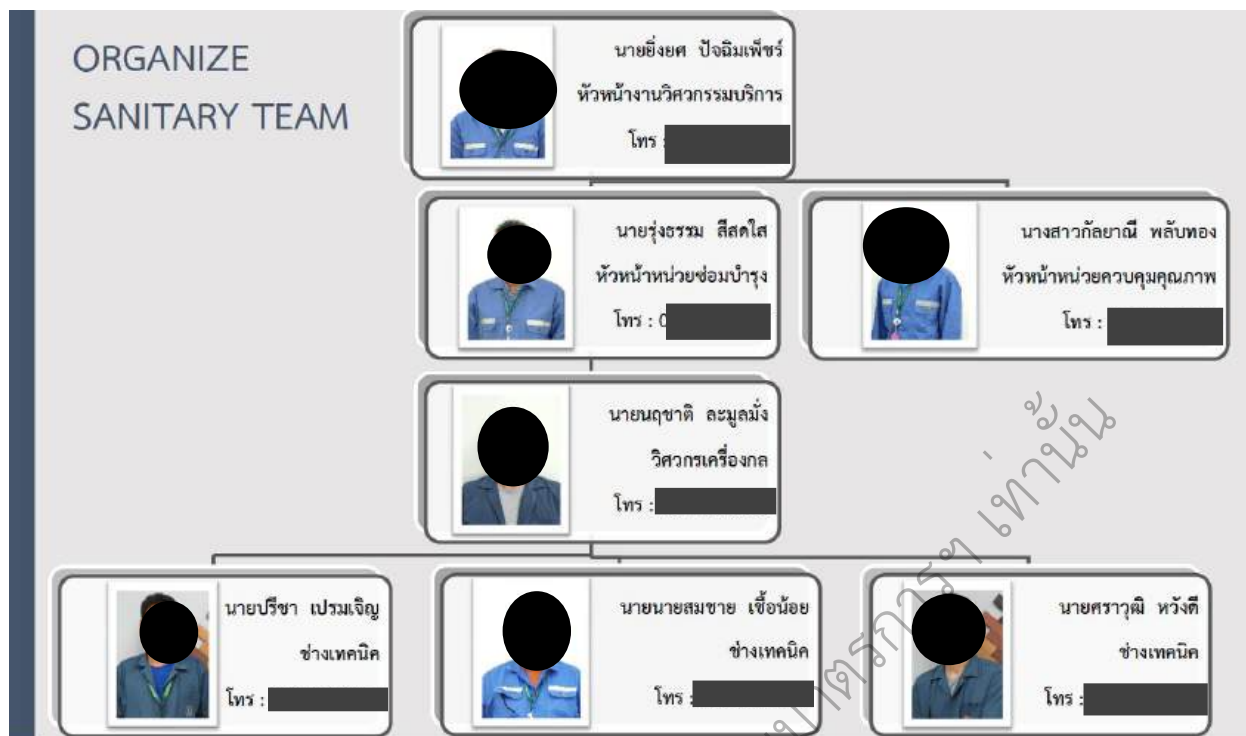 ORGANIZE
SANITARY TEAM
นายยิ่งยศ ปัจฉิมเพ็ชร์
หัวหน้างานวิศวกรรมบริการ
โทร :
นายรุ่งธรรม สีสดใส
หัวหน้าหน่วยซ่อมบำรุง
โทร : 0
นางสาวกัลยาณี พลับทอง
หัวหน้าหน่วยควบคุมคุณภาพ
โทร :
นายนฤชาติ ละมูลมั่ง
วิศวกรเครื่องกล
โทร :
นายปรีชา เปรมเจิญ
ช่างเทคนิค
โทร :
นายนายสมชาย เชื้อน้อย
ช่างเทคนิค
โทร :
นายศราวุฒิ หวังดี
ช่างเทคนิค
โทร :
เท่านั้น